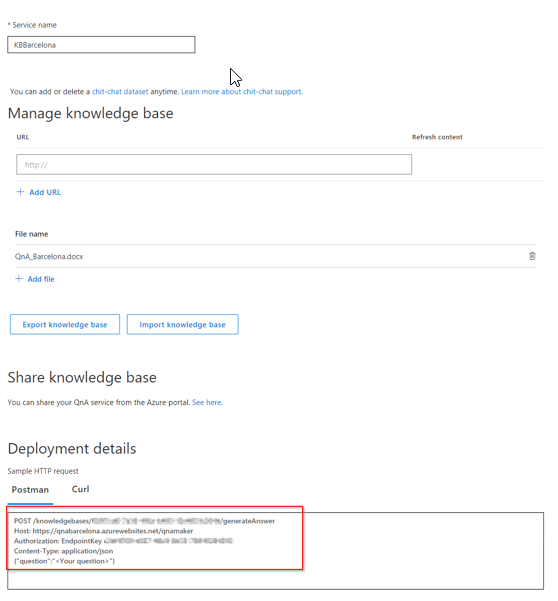 * Service name
KBBarcelona
You can add or delete a chit-chat dataset anytime. Learn more about chit-chat support.
Manage knowledge base
URL Refresh content
http://
+ Add URL
File name
QnA_Barcelona.docx
+ Add file
Export knowledge base Import knowledge base
Share knowledge base
You can share your QnA service from the Azure portal. See here.
Deployment details
Sample HTTP request
Postman Curl
POST /knowledgebases/ /generateAnswer
Host: https://qnabarcelona.azurewebsites.net/qnamaker
Authorization: EndpointKey
Content-Type: application/json
{"question":"<Your question>"}